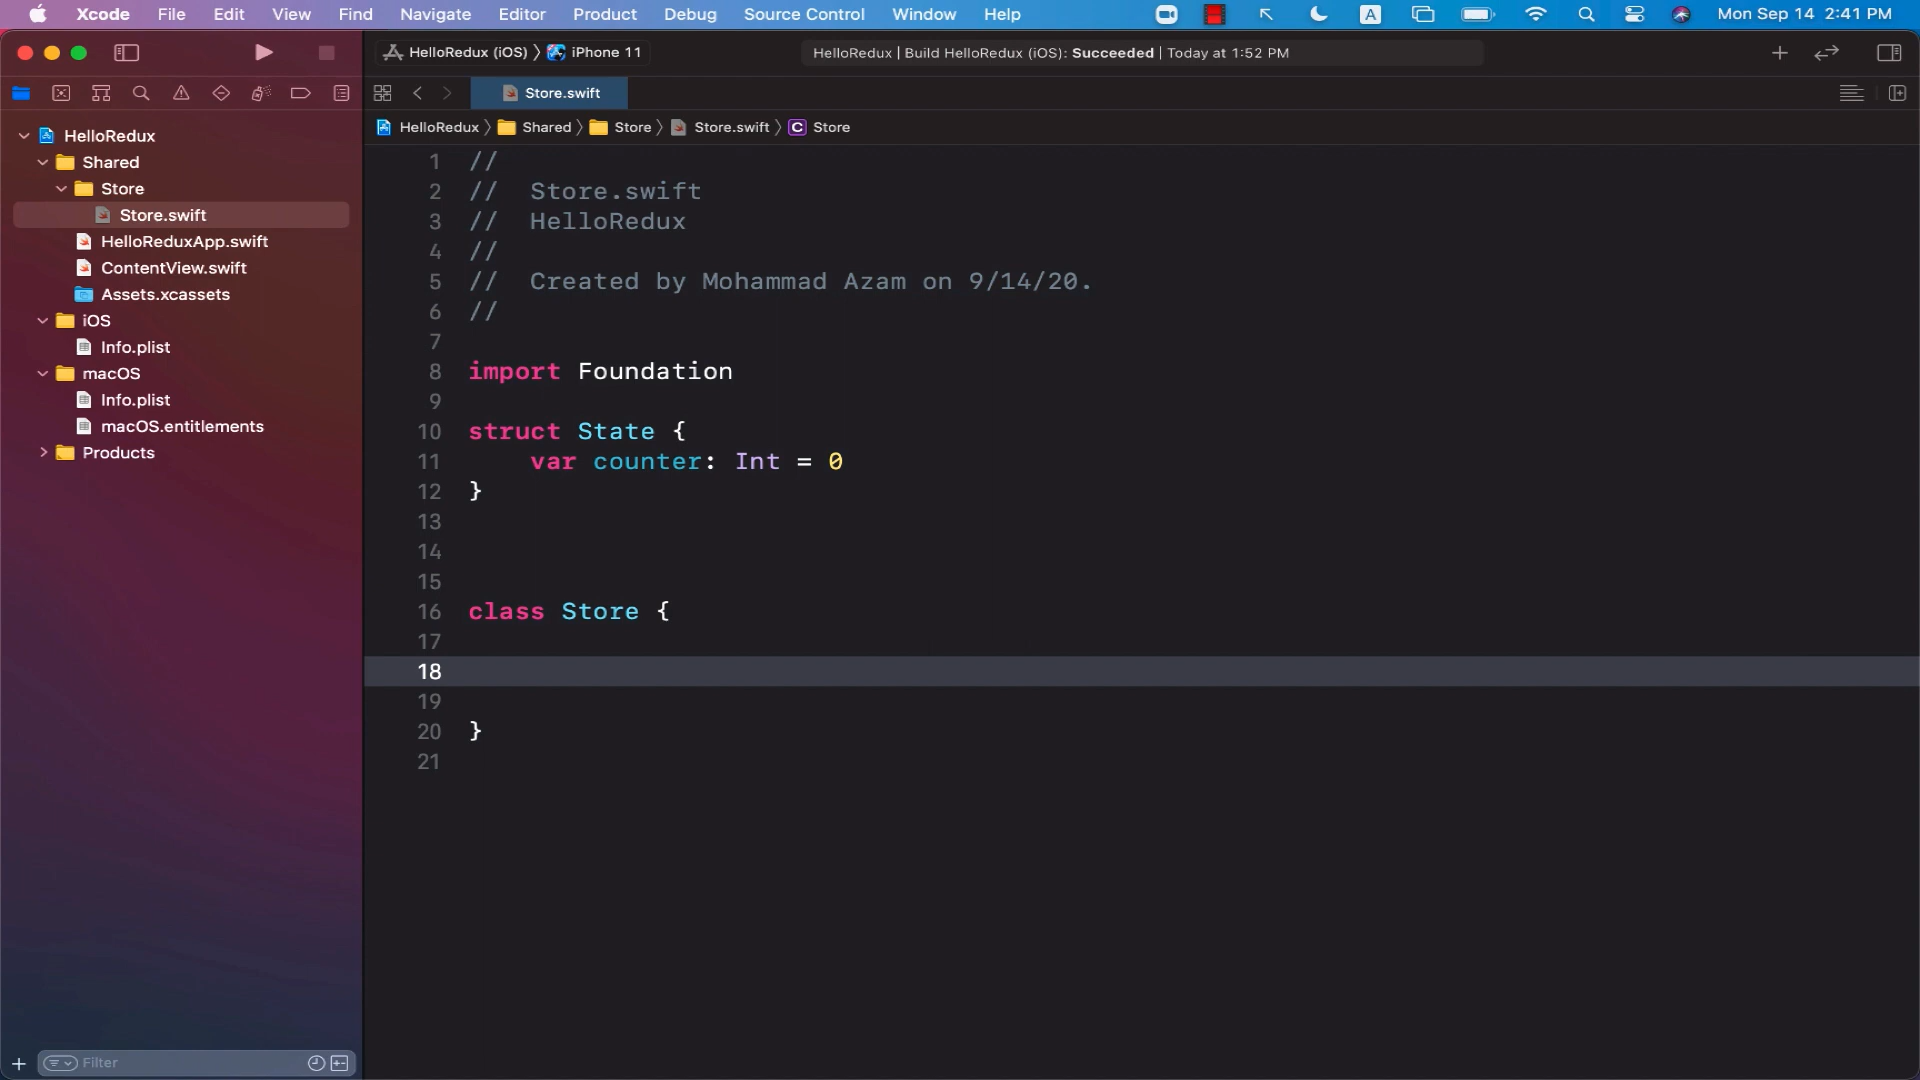 Xcode File Edit View Find Navigate Editor Product Debug Source Control Window Help A Mon Sep 14 2:41 PM
HelloRedux (iOS) iPhone 11 HelloRedux | Build HelloRedux (iOS): Succeeded | Today at 1:52 PM
Store.swift
HelloRedux Shared Store Store.swift C Store
HelloRedux
Shared
Store
Store.swift
HelloReduxApp.swift
ContentView.swift
Assets.xcassets
iOS
Info.plist
macOS
Info.plist
macOS.entitlements
Products
Filter
1 //
2 // Store.swift
3 // HelloRedux
4 //
5 // Created by Mohammad Azam on 9/14/20.
6 //
7
8 import Foundation
9
10 struct State {
11 var counter: Int = 0
12 }
13
14
15
16 class Store {
17
18
19
20 }
21